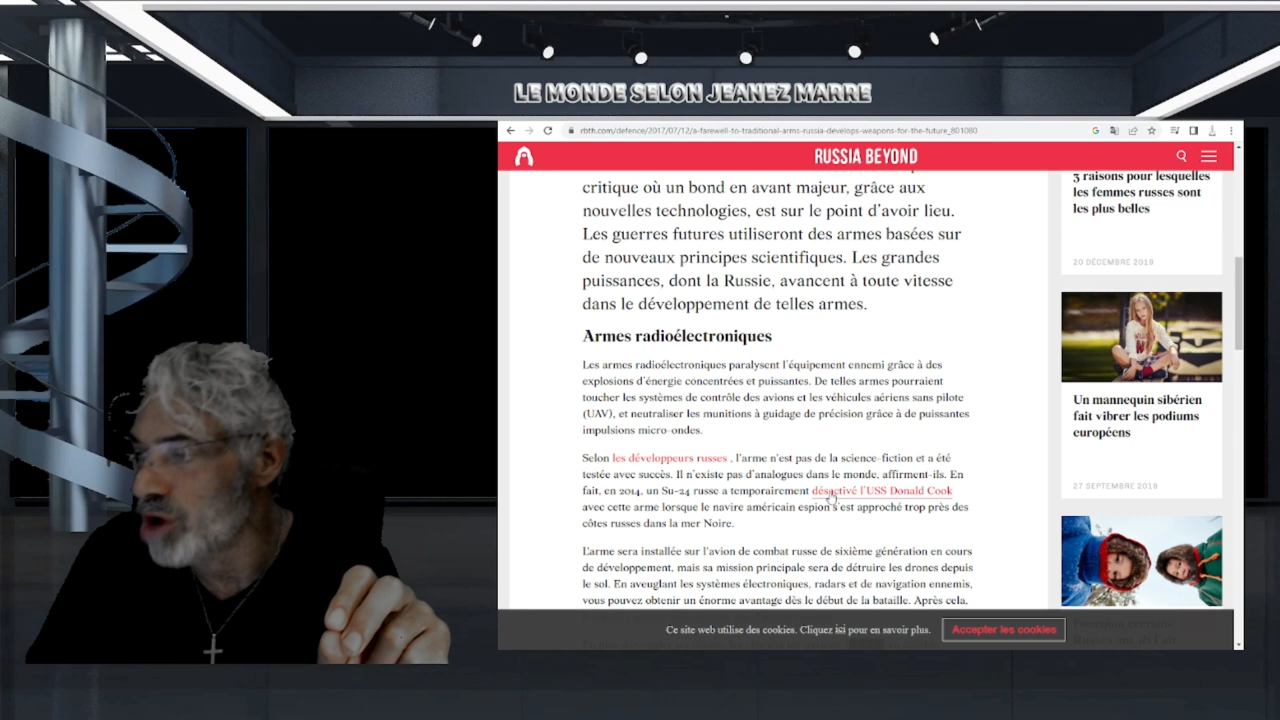 LE MONDE SELON JEANEZ MARRE
rbth.com/defence/2017/07/12/a-farewell-to-traditional-arms-russia-develops-weapons-for-the-future_801080
RUSSIA BEYOND
critique où un bond en avant majeur, grâce aux
nouvelles technologies, est sur le point d'avoir lieu.
Les guerres futures utiliseront des armes basées sur
de nouveaux principes scientifiques. Les grandes
puissances, dont la Russie, avancent à toute vitesse
dans le développement de telles armes.
Armes radioélectroniques
Les armes radioélectroniques paralysent l'équipement ennemi grâce à des
explosions d'énergie concentrées et puissantes. De telles armes pourraient
toucher les systèmes de contrôle des avions et les véhicules aériens sans pilote
(UAV), et neutraliser les munitions à guidage de précision grâce à de puissantes
impulsions micro-ondes.
Selon les développeurs russes , l'arme n'est pas de la science-fiction et a été
testée avec succès. Il n'existe pas d'analogues dans le monde, affirment-ils. En
fait, en 2014, un Su-24 russe a temporairement désactivé l'USS Donald Cook
avec cette arme lorsque le navire américain espion s'est approché trop près des
côtes russes dans la mer Noire.
L'arme sera installée sur l'avion de combat russe de sixième génération en cours
de développement, mais sa mission principale sera de détruire les drones depuis
le sol. En aveuglant les systèmes électroniques, radars et de navigation ennemis,
vous pouvez obtenir un énorme avantage dès le début de la bataille. Après cela,
3 raisons pour lesquelles
les femmes russes sont
les plus belles
20 DÉCEMBRE 2018
Un mannequin sibérien
fait vibrer les podiums
européens
27 SEPTEMBRE 2018
Ce site web utilise des cookies. Cliquez ici pour en savoir plus.
Accepter les cookies